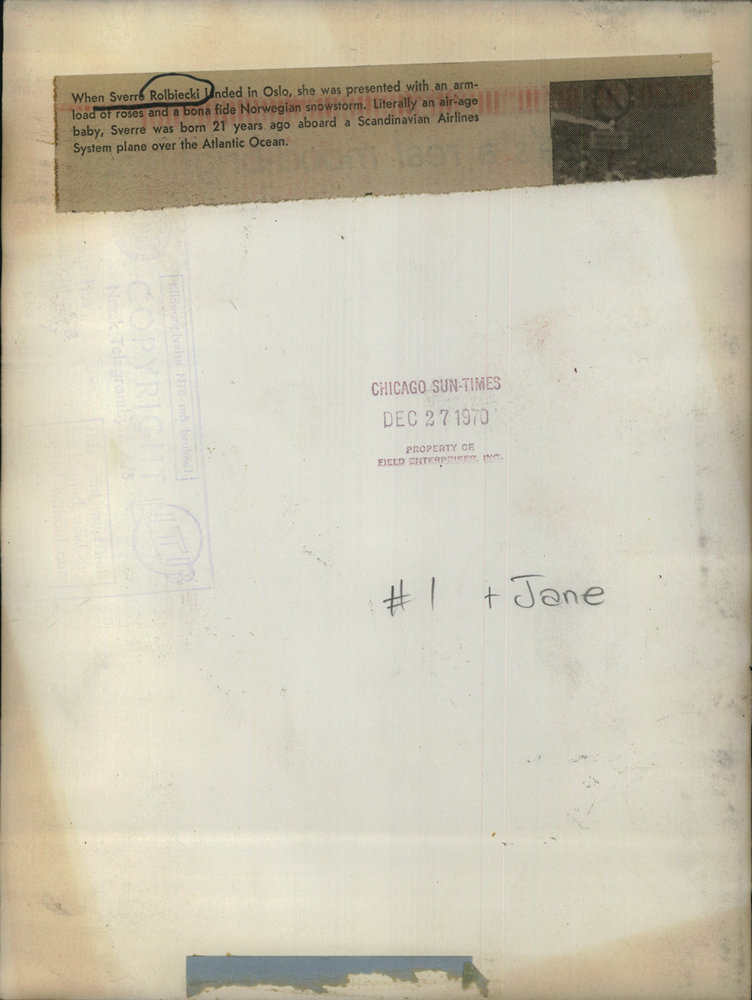 When Sverre Rolbiecki landed in Oslo, she was presented with an arm-
load of roses and a bona fide Norwegian snowstorm. Literally an air-age
baby, Sverre was born 21 years ago aboard a Scandinavian Airlines
System plane over the Atlantic Ocean.
CHICAGO SUN-TIMES
DEC 27 1970
PROPERTY OF
FIELD ENTERPRISES, INC.
#1 + Jane
COPYRIGHT